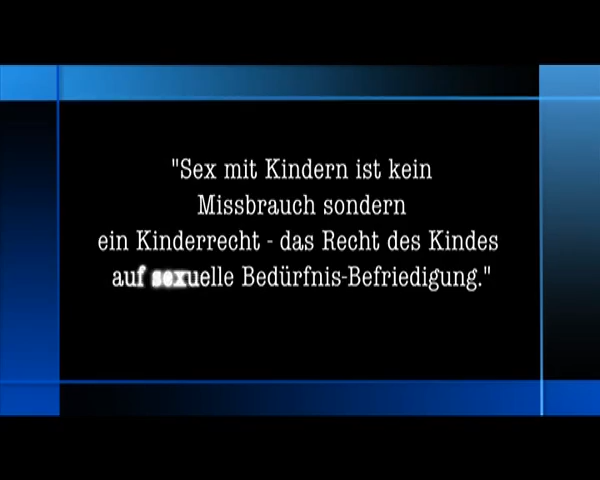 "Sex mit Kindern ist kein
Missbrauch sondern
ein Kinderrecht - das Recht des Kindes
auf sexuelle Bedürfnis-Befriedigung."